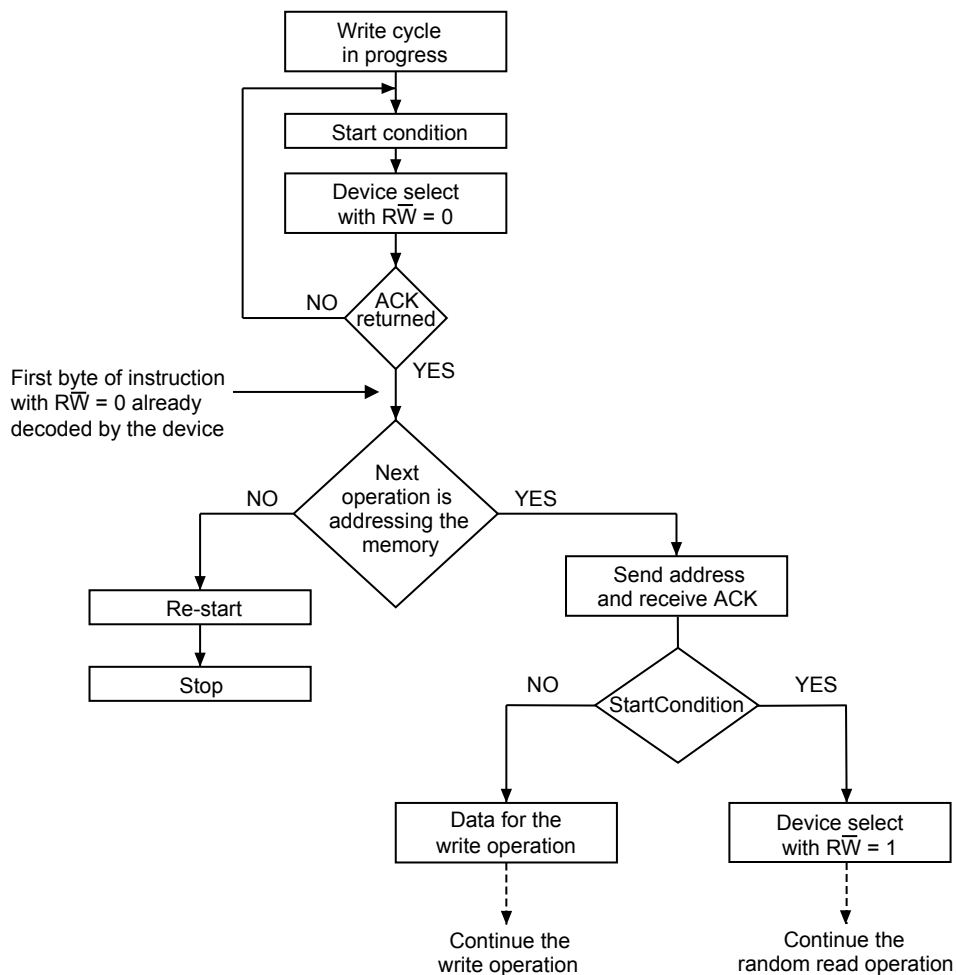 Write cycle
in progress
Start condition
Device select
with RW̅ = 0
NO
ACK
returned
YES
First byte of instruction
with RW̅ = 0 already
decoded by the device
NO
Next
operation is
addressing the
memory
YES
Send address
and receive ACK
Re-start
Stop
NO
StartCondition
YES
Data for the
write operation
Device select
with RW̅ = 1
Continue the
write operation
Continue the
random read operation